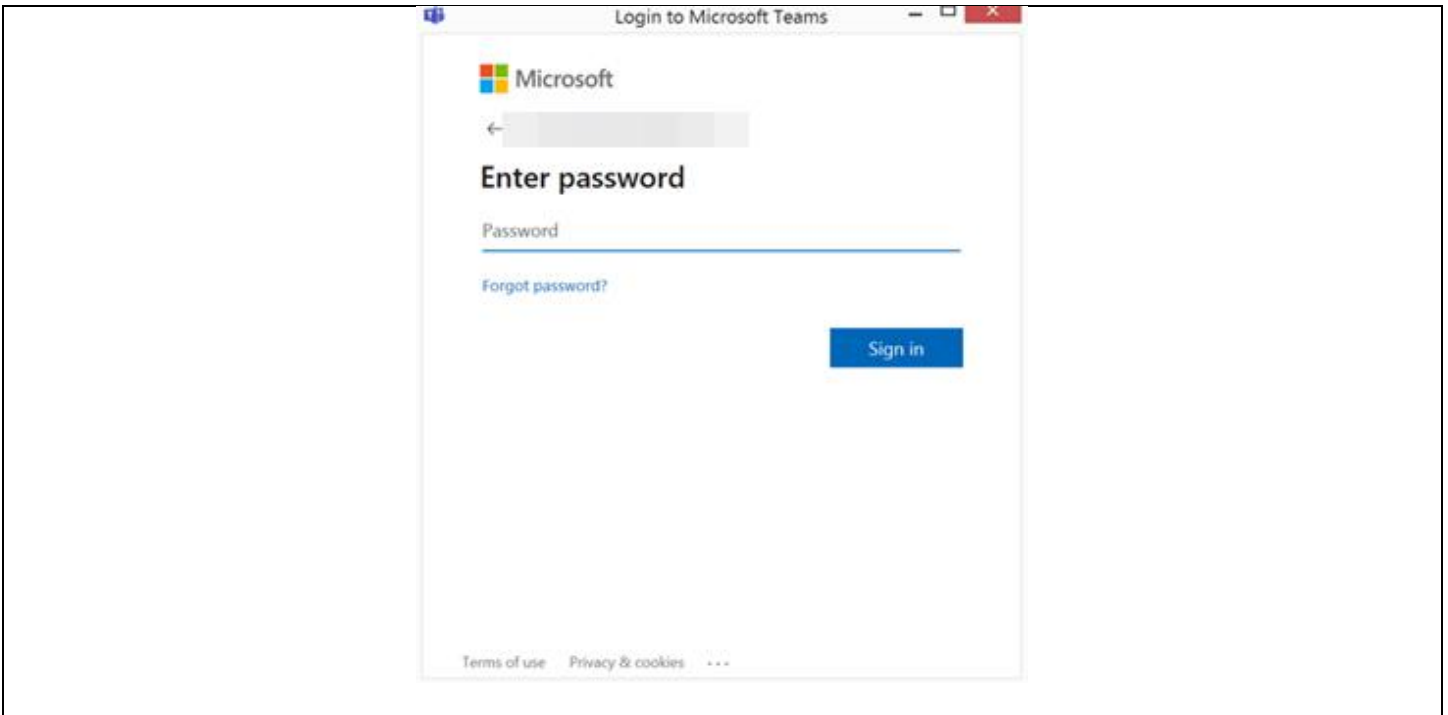 Login to Microsoft Teams
Microsoft
Enter password
Password
Forgot password?
Sign in
Terms of use Privacy & cookies ...